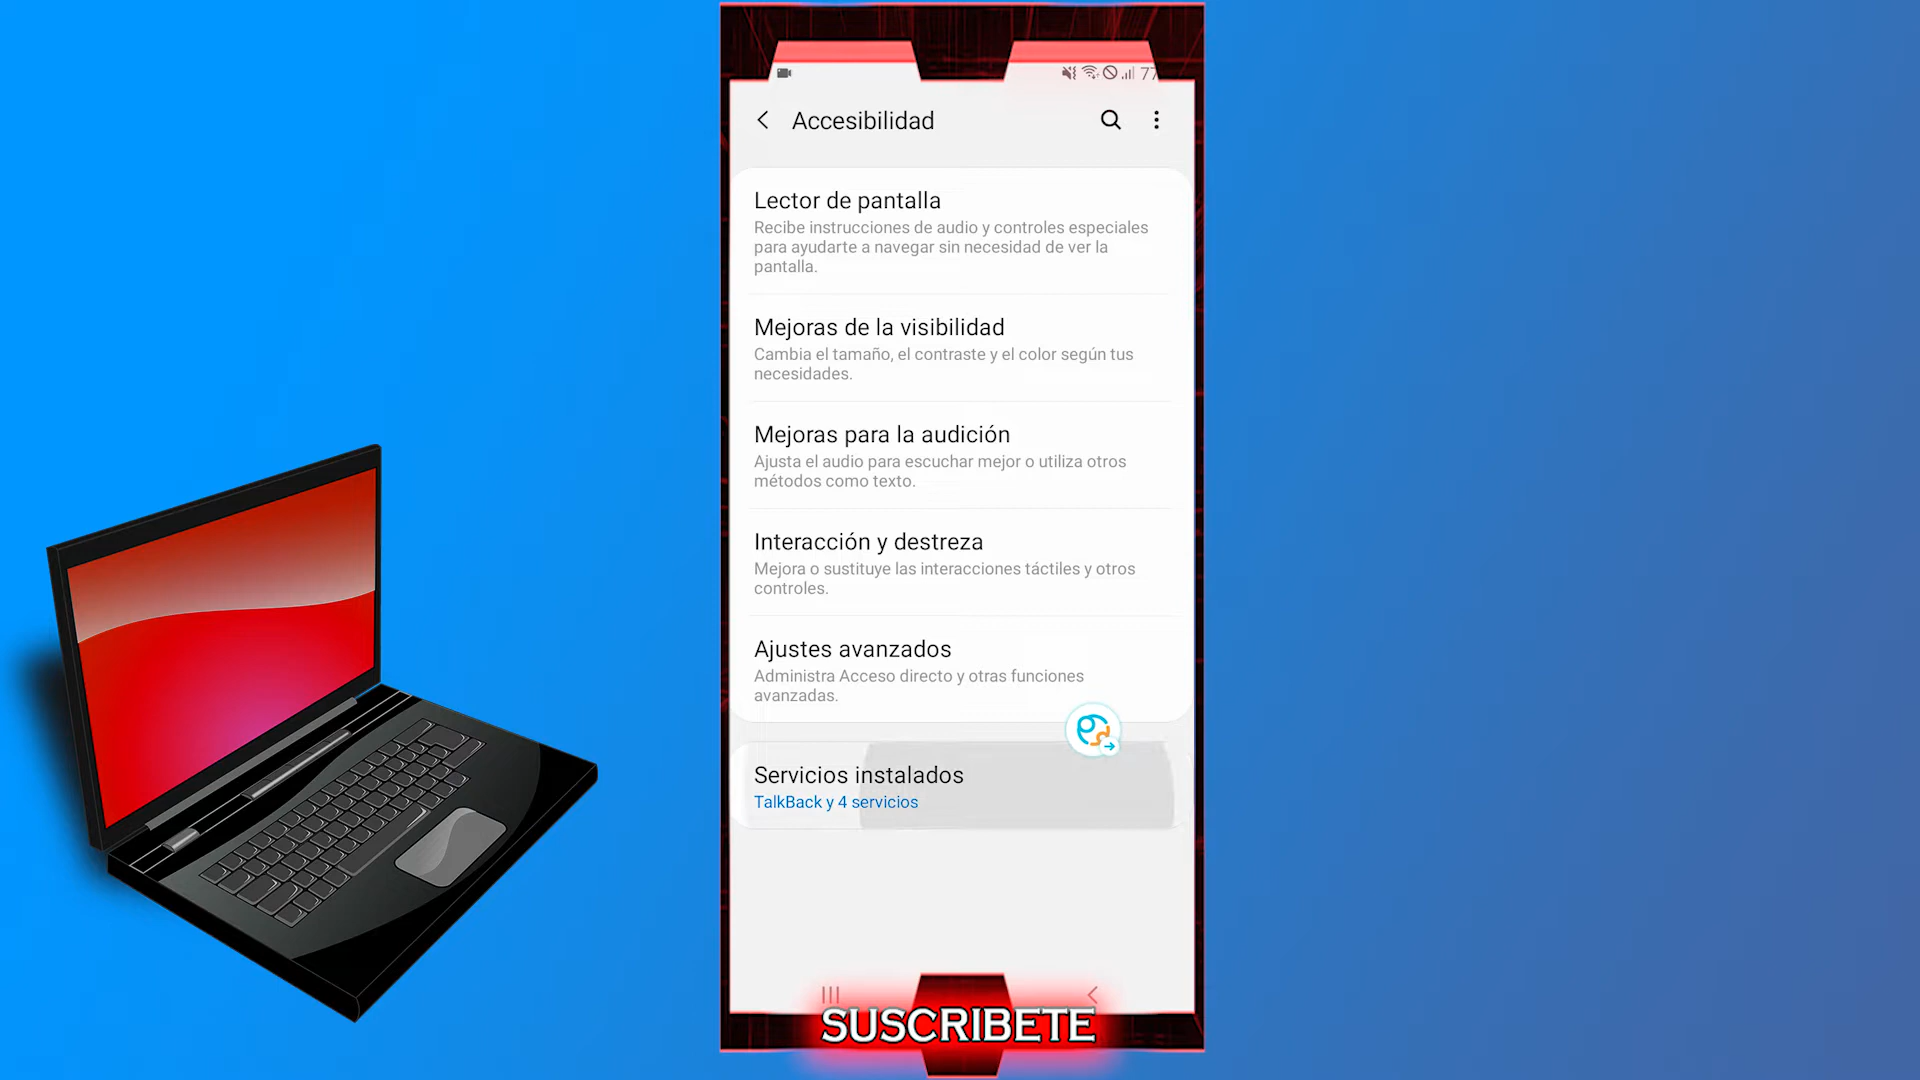 77
Accesibilidad
Lector de pantalla
Recibe instrucciones de audio y controles especiales
para ayudarte a navegar sin necesidad de ver la
pantalla.
Mejoras de la visibilidad
Cambia el tamaño, el contraste y el color según tus
necesidades.
Mejoras para la audición
Ajusta el audio para escuchar mejor o utiliza otros
métodos como texto.
Interacción y destreza
Mejora o sustituye las interacciones táctiles y otros
controles.
Ajustes avanzados
Administra Acceso directo y otras funciones
avanzadas.
Servicios instalados
TalkBack y 4 servicios
SUSCRIBETE